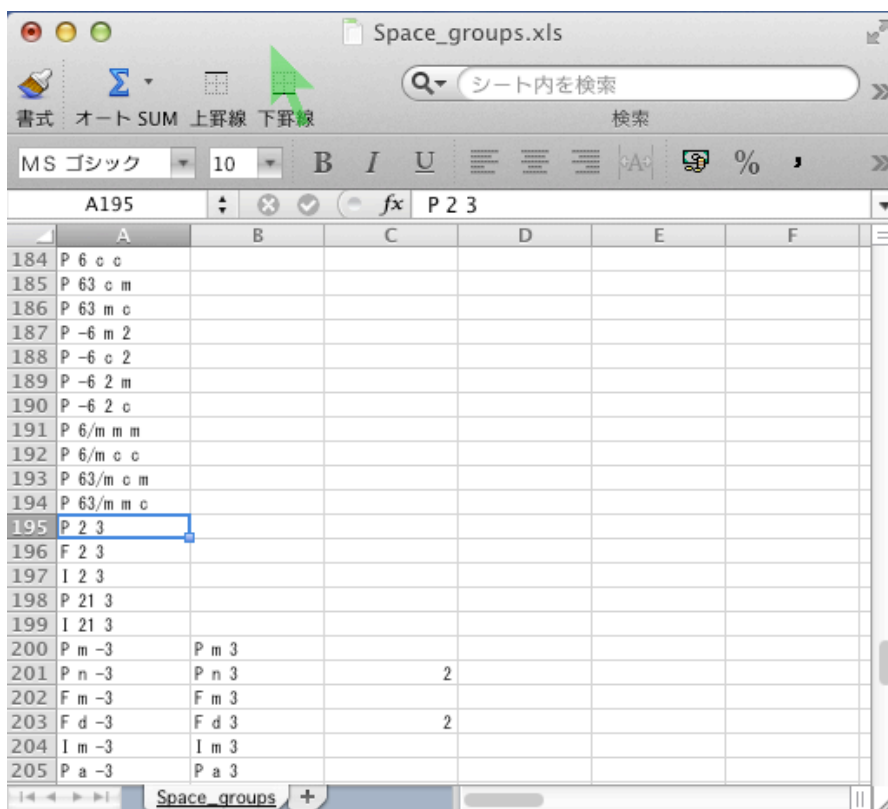 Space_groups.xls
シート内を検索
書式 オート SUM 上罫線 下罫線 検索
MS ゴシック 10 B I U A % ,
A195 fx P 2 3
A B C D E F
184 P 6 c c
185 P 63 c m
186 P 63 m c
187 P -6 m 2
188 P -6 c 2
189 P -6 2 m
190 P -6 2 c
191 P 6/m m m
192 P 6/m c c
193 P 63/m c m
194 P 63/m m c
195 P 2 3
196 F 2 3
197 I 2 3
198 P 21 3
199 I 21 3
200 P m -3 P m 3
201 P n -3 P n 3 2
202 F m -3 F m 3
203 F d -3 F d 3 2
204 I m -3 I m 3
205 P a -3 P a 3
Space_groups +